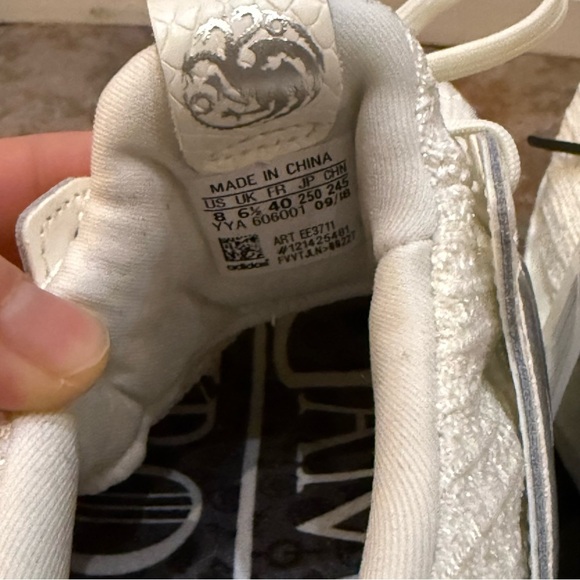 MADE IN CHINA
US UK FR JP CHN
8 6½ 40 250 245
YYA 606001 09/18
ART EE3711
#121425481
adidas